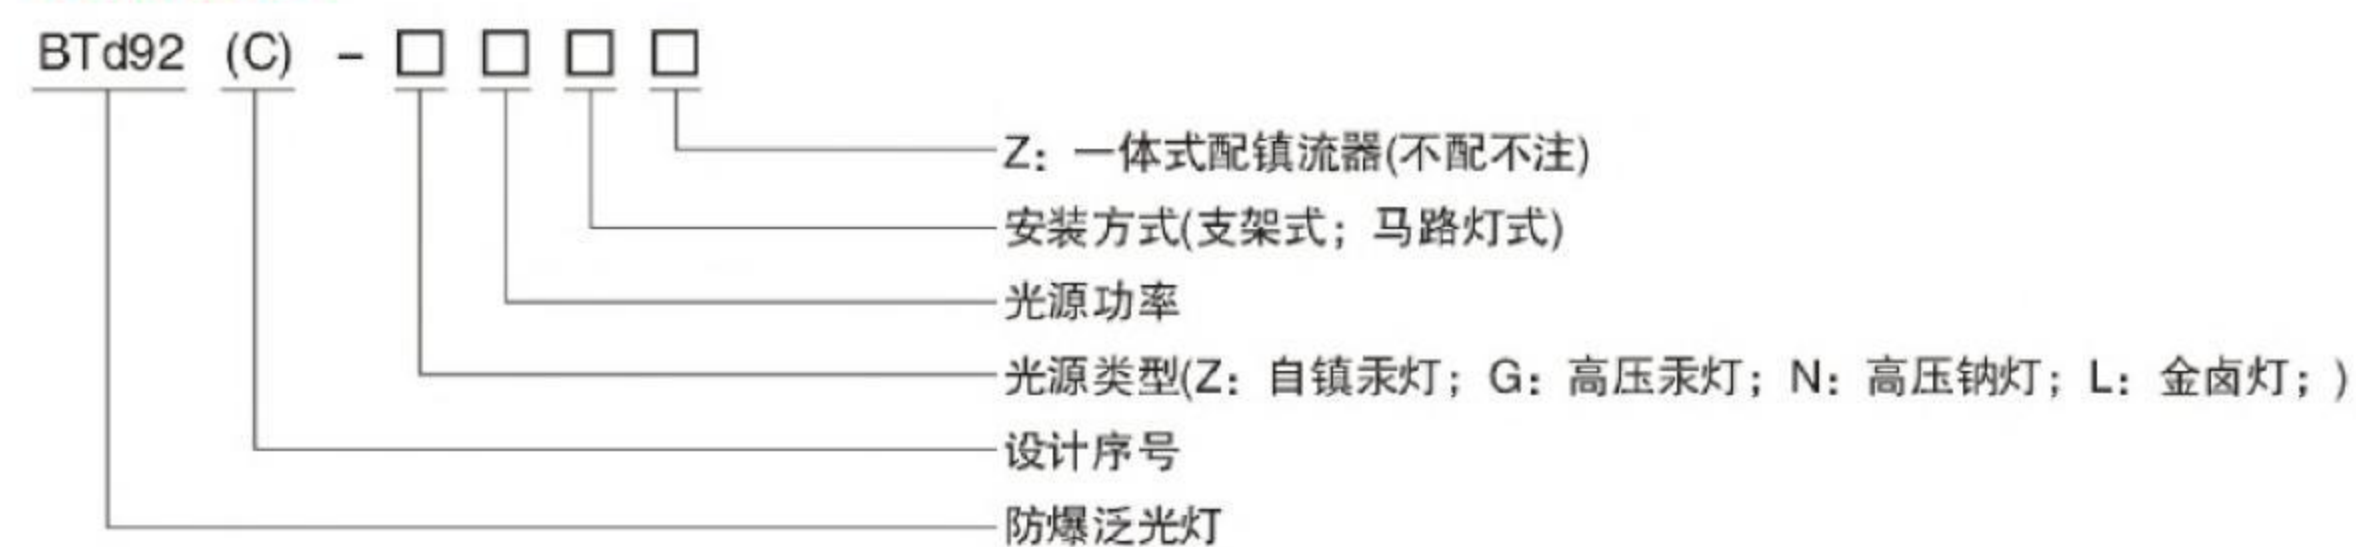 BTd92 (C) - □ □ □ □
Z：一体式配镇流器(不配不注)
安装方式(支架式；马路灯式)
光源功率
光源类型(Z：自镇汞灯；G：高压汞灯；N：高压钠灯；L：金卤灯；)
设计序号
防爆泛光灯